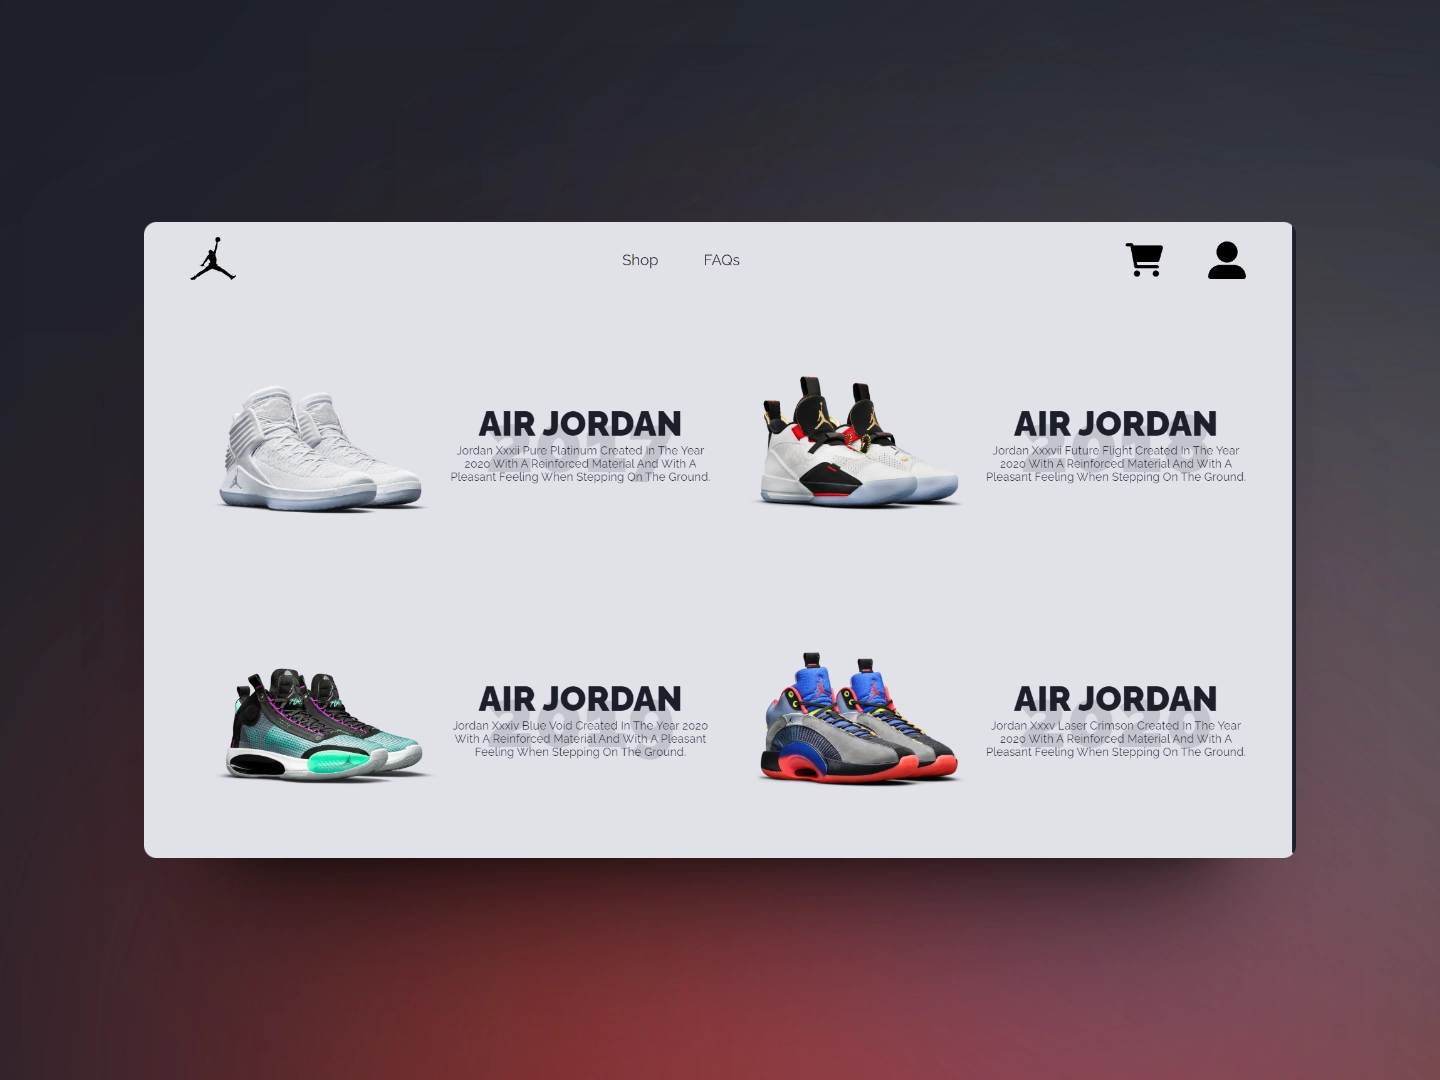 Shop FAQs
AIR JORDAN
Jordan Xxxii Pure Platinum Created In The Year
2020 With A Reinforced Material And With A
Pleasant Feeling When Stepping On The Ground.
AIR JORDAN
Jordan Xxxvii Future Flight Created In The Year
2020 With A Reinforced Material And With A
Pleasant Feeling When Stepping On The Ground.
AIR JORDAN
Jordan Xxxiv Blue Void Created In The Year 2020
With A Reinforced Material And With A Pleasant
Feeling When Stepping On The Ground.
AIR JORDAN
Jordan Xxxv Laser Crimson Created In The Year
2020 With A Reinforced Material And With A
Pleasant Feeling When Stepping On The Ground.